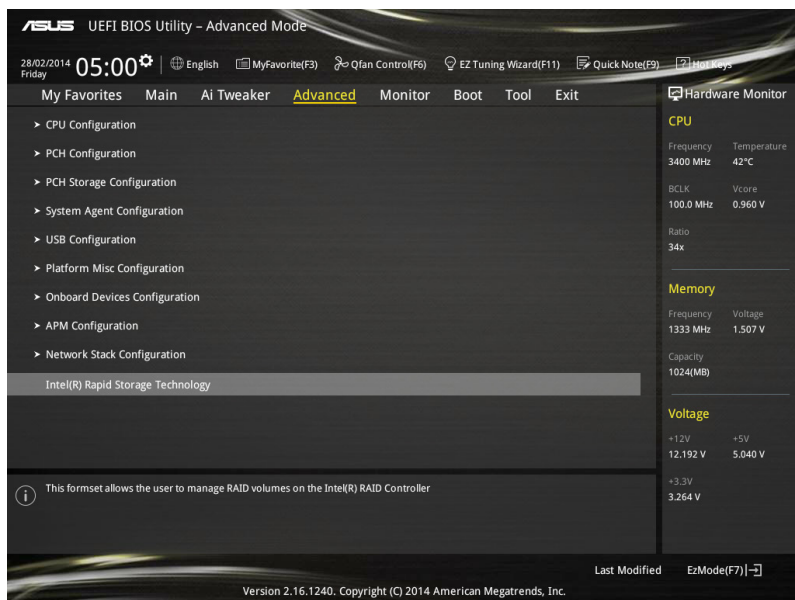 ASUS UEFI BIOS Utility – Advanced Mode
28/02/2014
Friday
05:00
English MyFavorite(F3) Qfan Control(F6) EZ Tuning Wizard(F11) Quick Note(F9) Hot Keys
My Favorites Main Ai Tweaker Advanced Monitor Boot Tool Exit
> CPU Configuration
> PCH Configuration
> PCH Storage Configuration
> System Agent Configuration
> USB Configuration
> Platform Misc Configuration
> Onboard Devices Configuration
> APM Configuration
> Network Stack Configuration
Intel(R) Rapid Storage Technology
This formset allows the user to manage RAID volumes on the Intel(R) RAID Controller
Hardware Monitor
CPU
Frequency Temperature
3400 MHz 42°C
BCLK Vcore
100.0 MHz 0.960 V
Ratio
34x
Memory
Frequency Voltage
1333 MHz 1.507 V
Capacity
1024(MB)
Voltage
+12V +5V
12.192 V 5.040 V
+3.3V
3.264 V
Last Modified EzMode(F7)
Version 2.16.1240. Copyright (C) 2014 American Megatrends, Inc.